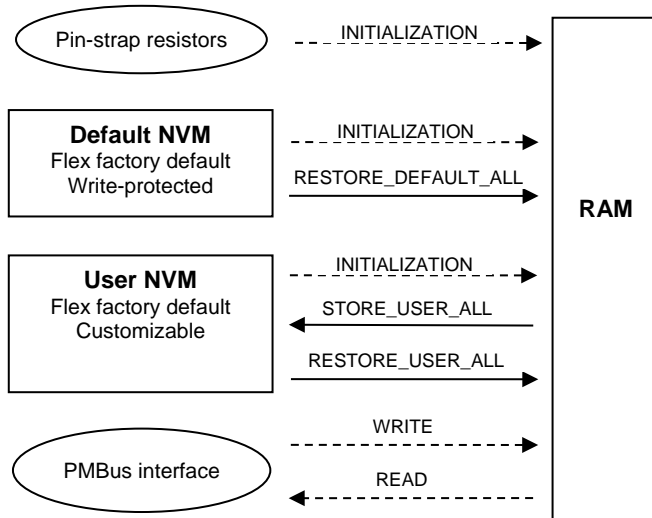 Pin-strap resistors
INITIALIZATION
Default NVM
Flex factory default
Write-protected
INITIALIZATION
RESTORE_DEFAULT_ALL
RAM
User NVM
Flex factory default
Customizable
INITIALIZATION
STORE_USER_ALL
RESTORE_USER_ALL
PMBus interface
WRITE
READ